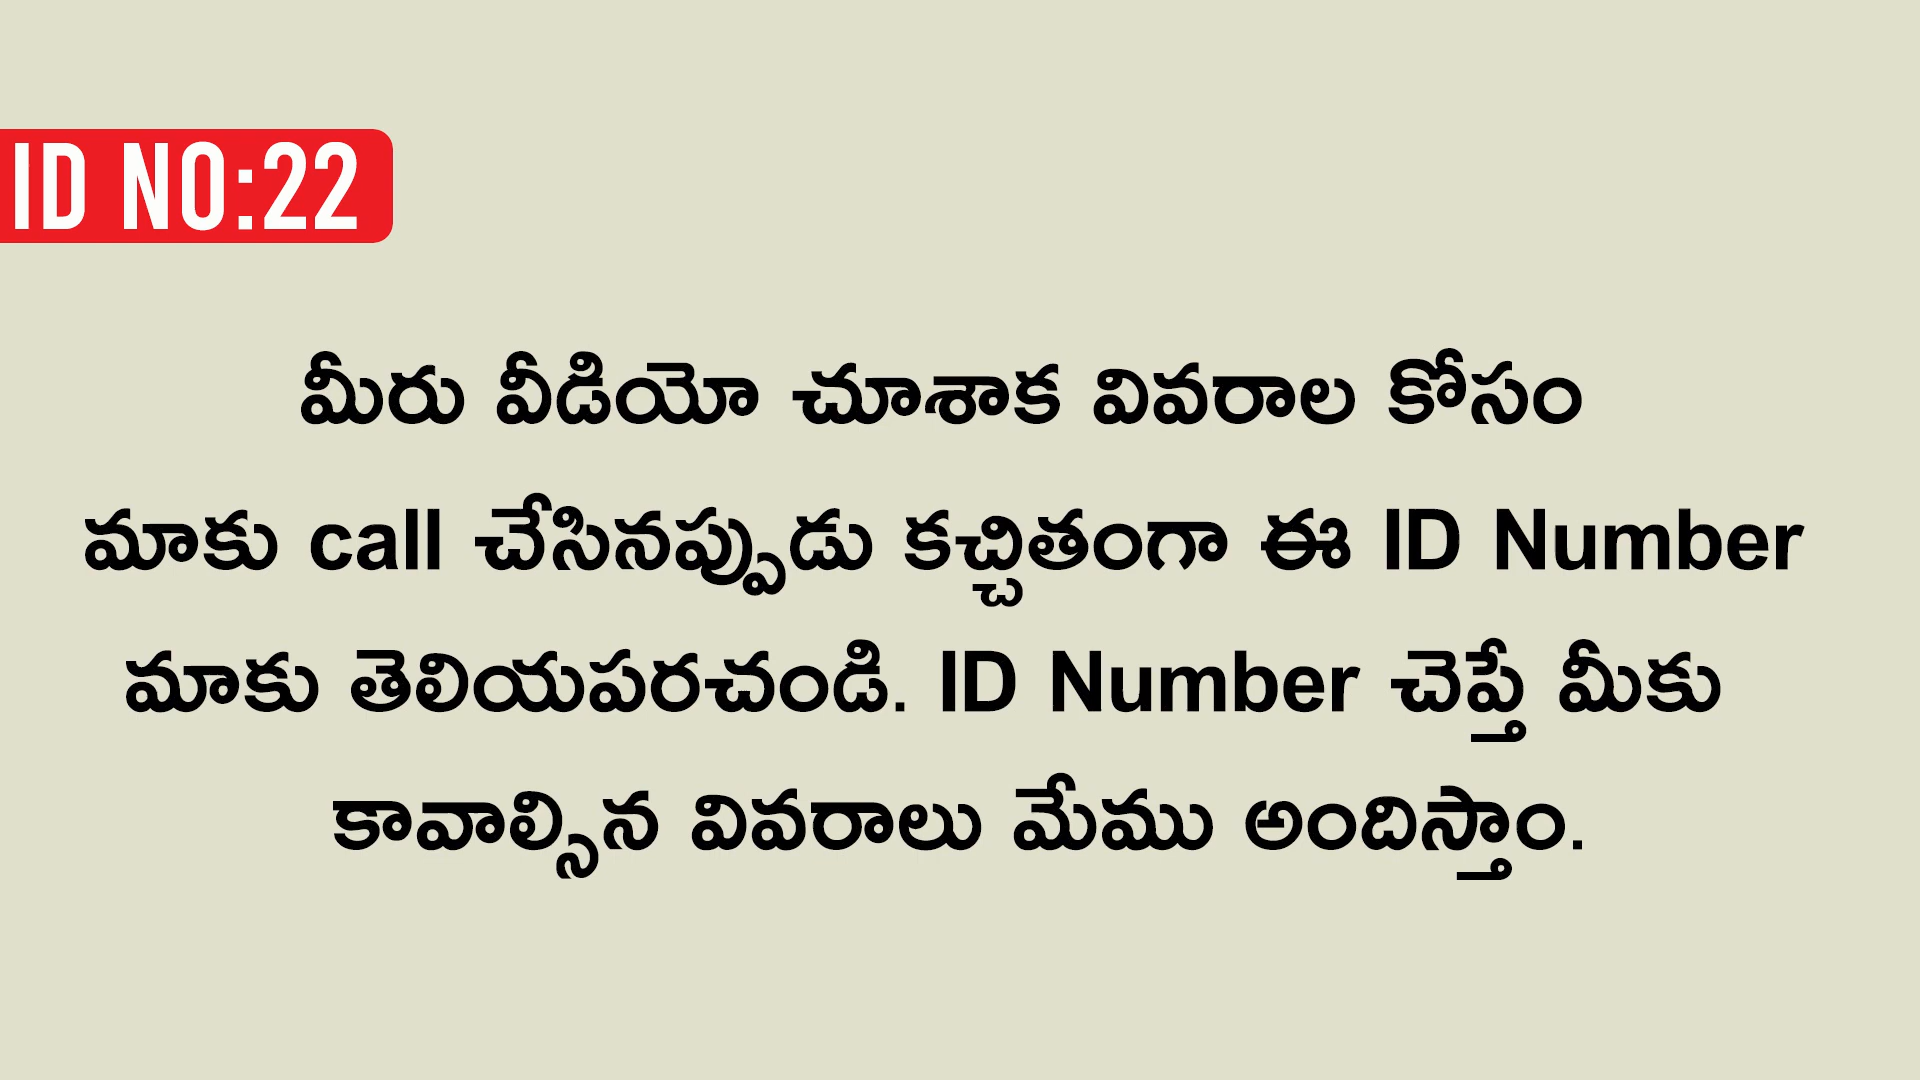 ID NO:22
మీరు వీడియో చూశాక వివరాల కోసం
మాకు call చేసినప్పుడు కచ్చితంగా ఈ ID Number
మాకు తెలియపరచండి. ID Number చెప్తే మీకు
కావాల్సిన వివరాలు మేము అందిస్తాం.